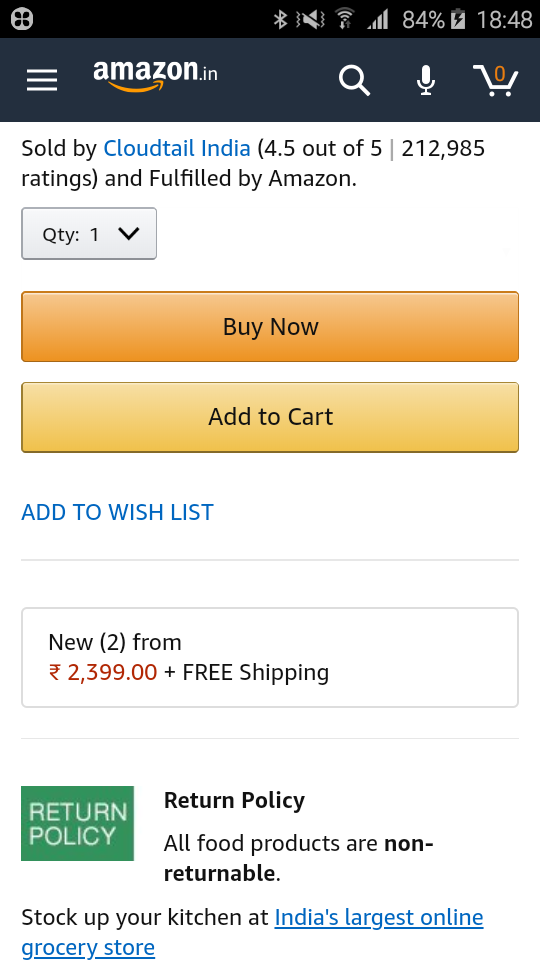 84% 18:48
amazon.in
0
Sold by Cloudtail India (4.5 out of 5 | 212,985
ratings) and Fulfilled by Amazon.
Qty: 1
Buy Now
Add to Cart
ADD TO WISH LIST
New (2) from
₹ 2,399.00 + FREE Shipping
RETURN
POLICY
Return Policy
All food products are non-
returnable.
Stock up your kitchen at India's largest online
grocery store